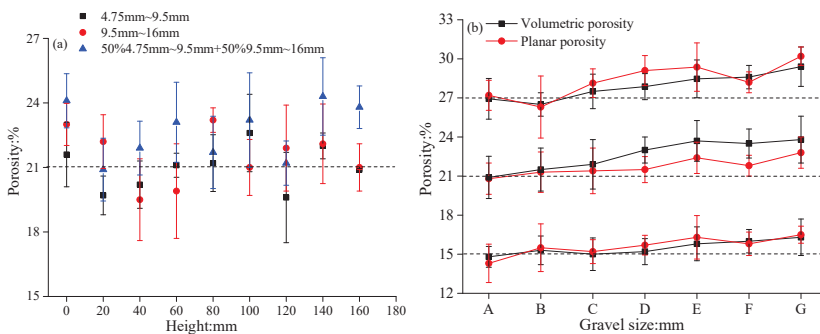 (a)
4.75mm~9.5mm
9.5mm~16mm
50%4.75mm~9.5mm+50%9.5mm~16mm
Porosity:%
27
24
21
18
15
0 20 40 60 80 100 120 140 160 180
Height:mm
(b)
Volumetric porosity
Planar porosity
Porosity:%
33
30
27
24
21
18
15
12
9
A B C D E F G
Gravel size:mm